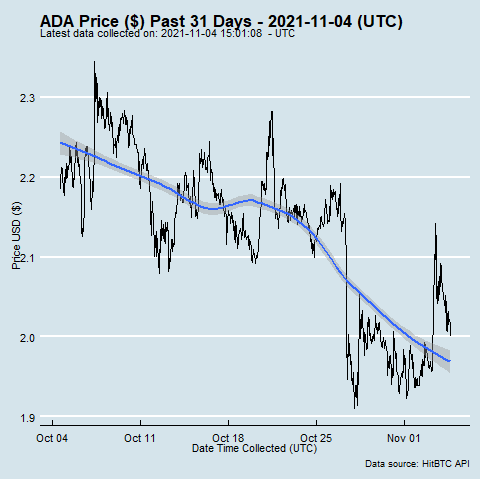 ADA Price ($) Past 31 Days - 2021-11-04 (UTC)
Latest data collected on: 2021-11-04 15:01:08 - UTC
2.3
2.2
2.1
2.0
1.9
Price USD ($)
Oct 04 Oct 11 Oct 18 Oct 25 Nov 01
Date Time Collected (UTC)
Data source: HitBTC API